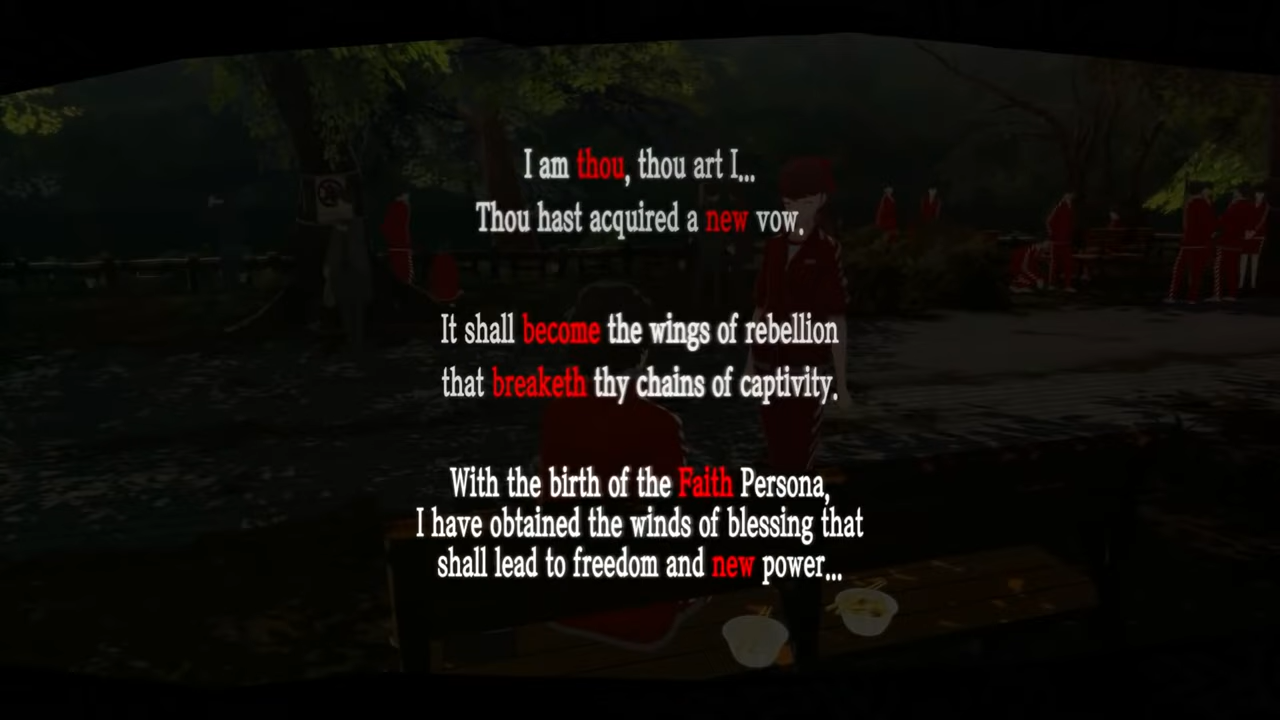 I am thou, thou art I...
Thou hast acquired a new vow.
It shall become the wings of rebellion
that breaketh thy chains of captivity.
With the birth of the Faith Persona,
I have obtained the winds of blessing that
shall lead to freedom and new power...